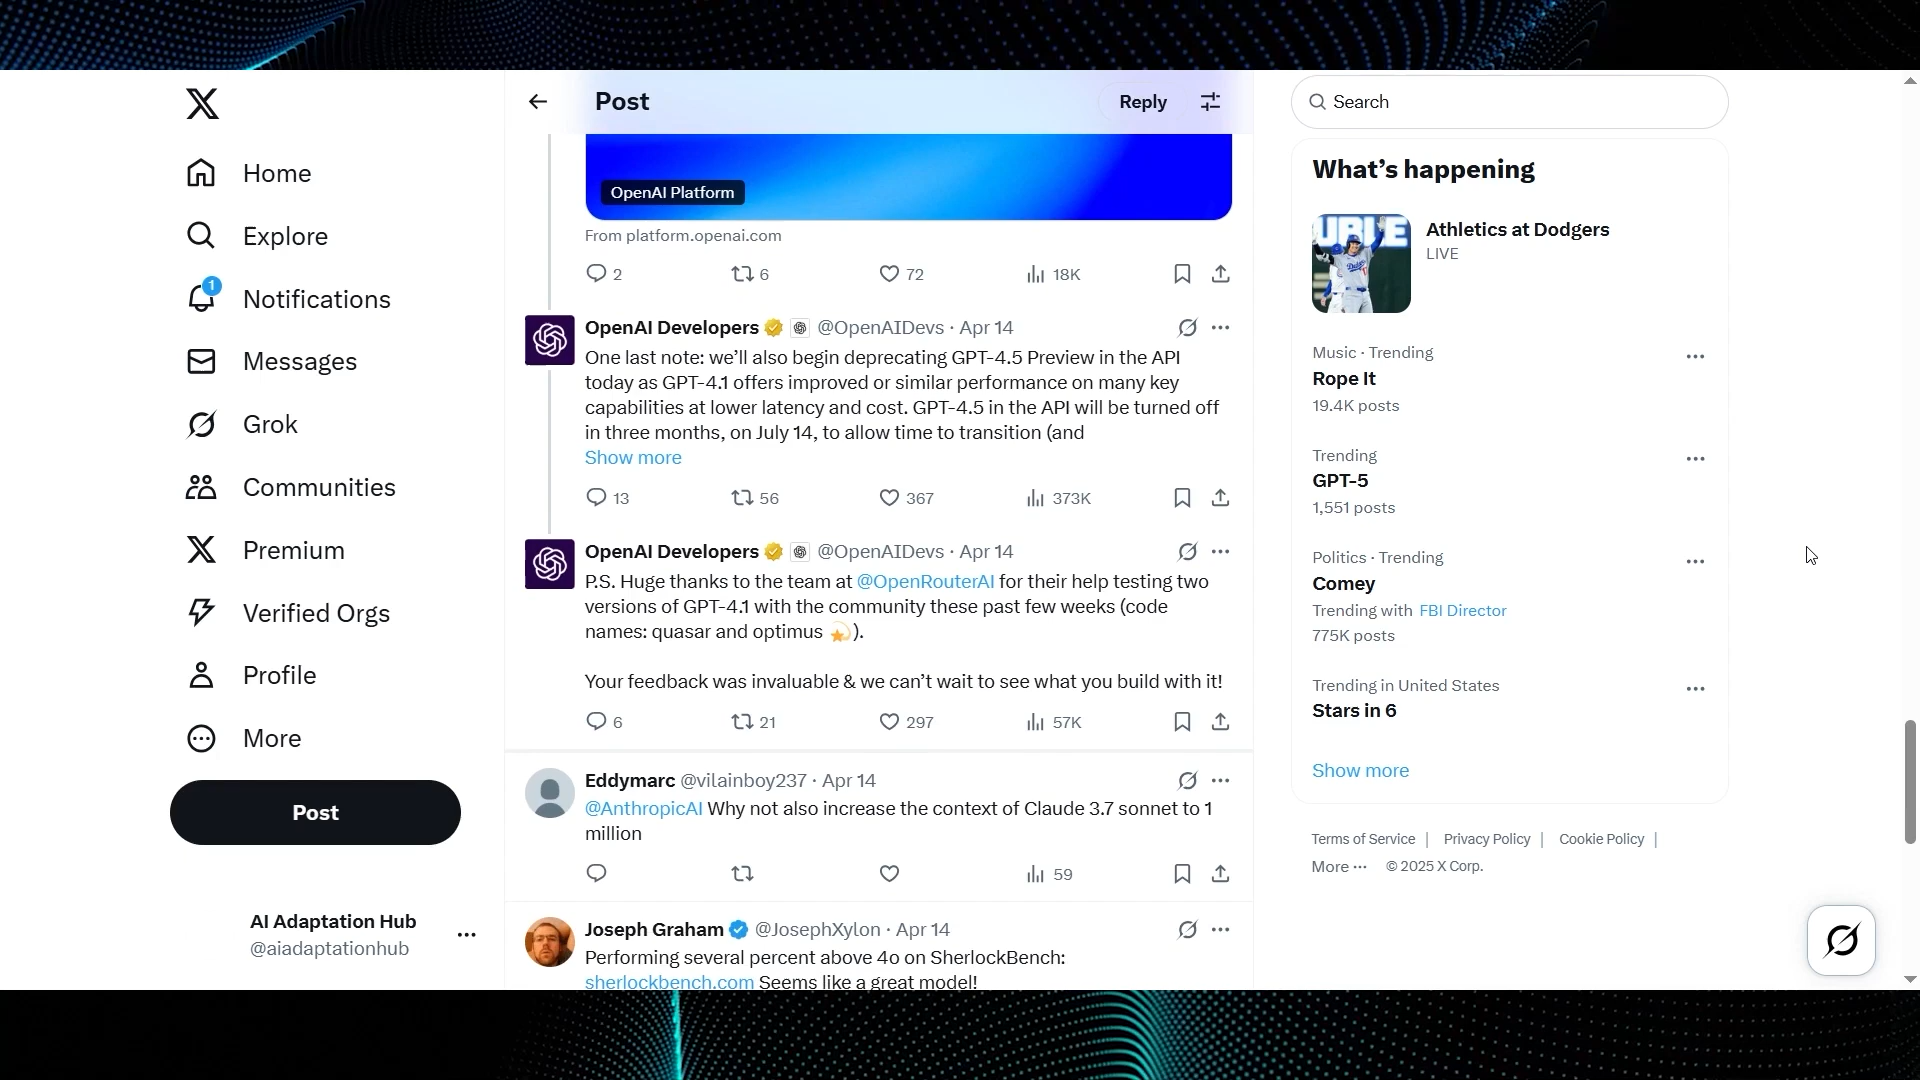 Home
Explore
1
Notifications
Messages
Grok
Communities
Premium
Verified Orgs
Profile
More
Post
AI Adaptation Hub
@aiadaptationhub
Post
Reply
OpenAI Platform
From platform.openai.com
2 6 72 18K
OpenAI Developers @OpenAIDevs · Apr 14
One last note: we’ll also begin deprecating GPT-4.5 Preview in the API
today as GPT-4.1 offers improved or similar performance on many key
capabilities at lower latency and cost. GPT-4.5 in the API will be turned off
in three months, on July 14, to allow time to transition (and
Show more
13 56 367 373K
OpenAI Developers @OpenAIDevs · Apr 14
P.S. Huge thanks to the team at @OpenRouterAI for their help testing two
versions of GPT-4.1 with the community these past few weeks (code
names: quasar and optimus 💫).
Your feedback was invaluable & we can’t wait to see what you build with it!
6 21 297 57K
Eddymarc @vilainboy237 · Apr 14
@AnthropicAI Why not also increase the context of Claude 3.7 sonnet to 1
million
59
Joseph Graham @JosephXylon · Apr 14
Performing several percent above 4o on SherlockBench:
sherlockbench.com Seems like a great model!
Search
What’s happening
Athletics at Dodgers
LIVE
Music · Trending
Rope It
19.4K posts
Trending
GPT-5
1,551 posts
Politics · Trending
Comey
Trending with FBI Director
775K posts
Trending in United States
Stars in 6
Show more
Terms of Service | Privacy Policy | Cookie Policy |
More ··· © 2025 X Corp.